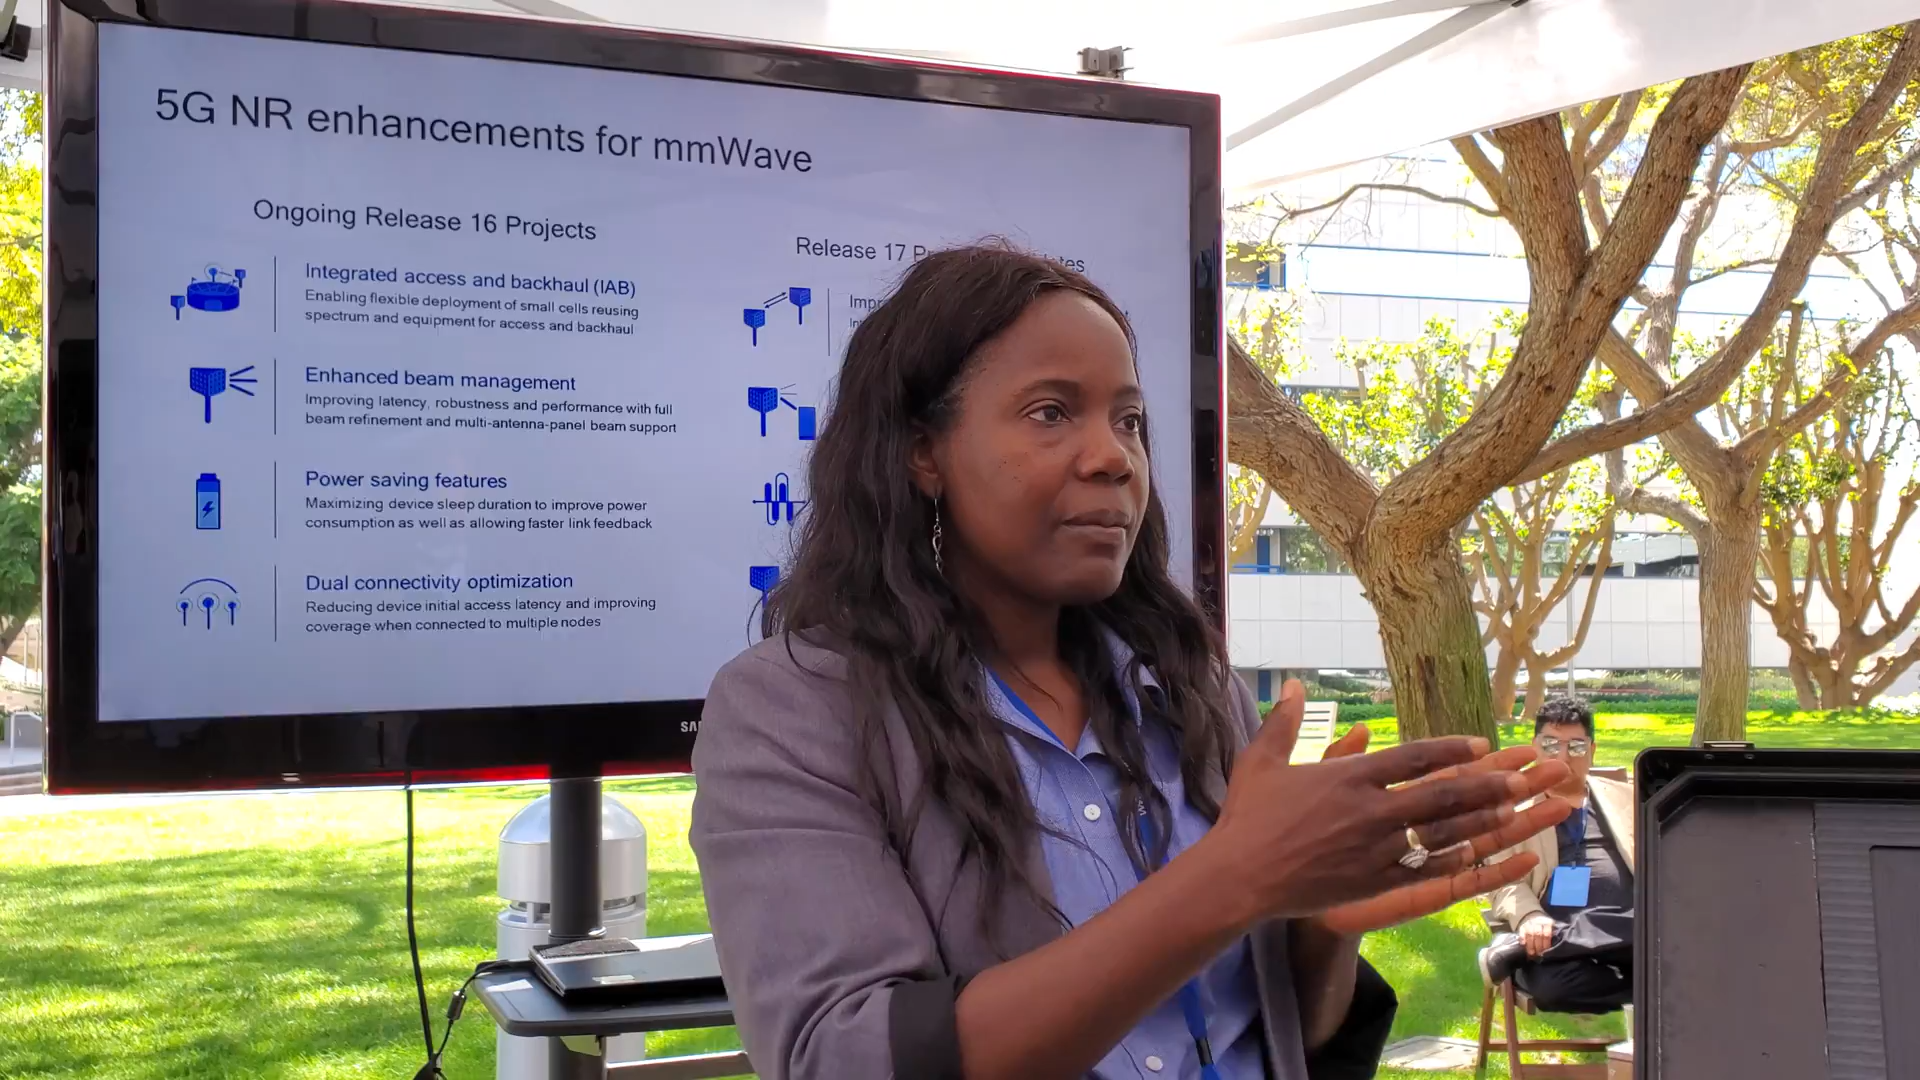 5G NR enhancements for mmWave
Ongoing Release 16 Projects
Integrated access and backhaul (IAB)
Enabling flexible deployment of small cells reusing
spectrum and equipment for access and backhaul
Enhanced beam management
Improving latency, robustness and performance with full
beam refinement and multi-antenna-panel beam support
Power saving features
Maximizing device sleep duration to improve power
consumption as well as allowing faster link feedback
Dual connectivity optimization
Reducing device initial access latency and improving
coverage when connected to multiple nodes
Release 17